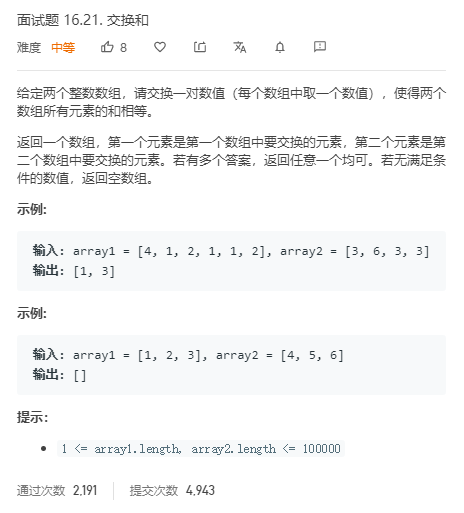 面试题 16.21. 交换和
难度 中等 8
给定两个整数数组，请交换一对数值（每个数组中取一个数值），使得两个
数组所有元素的和相等。
返回一个数组，第一个元素是第一个数组中要交换的元素，第二个元素是第
二个数组中要交换的元素。若有多个答案，返回任意一个均可。若无满足条
件的数值，返回空数组。
示例:
输入: array1 = [4, 1, 2, 1, 1, 2], array2 = [3, 6, 3, 3]
输出: [1, 3]
示例:
输入: array1 = [1, 2, 3], array2 = [4, 5, 6]
输出: []
提示：
1 <= array1.length, array2.length <= 100000
通过次数 2,191 提交次数 4,943